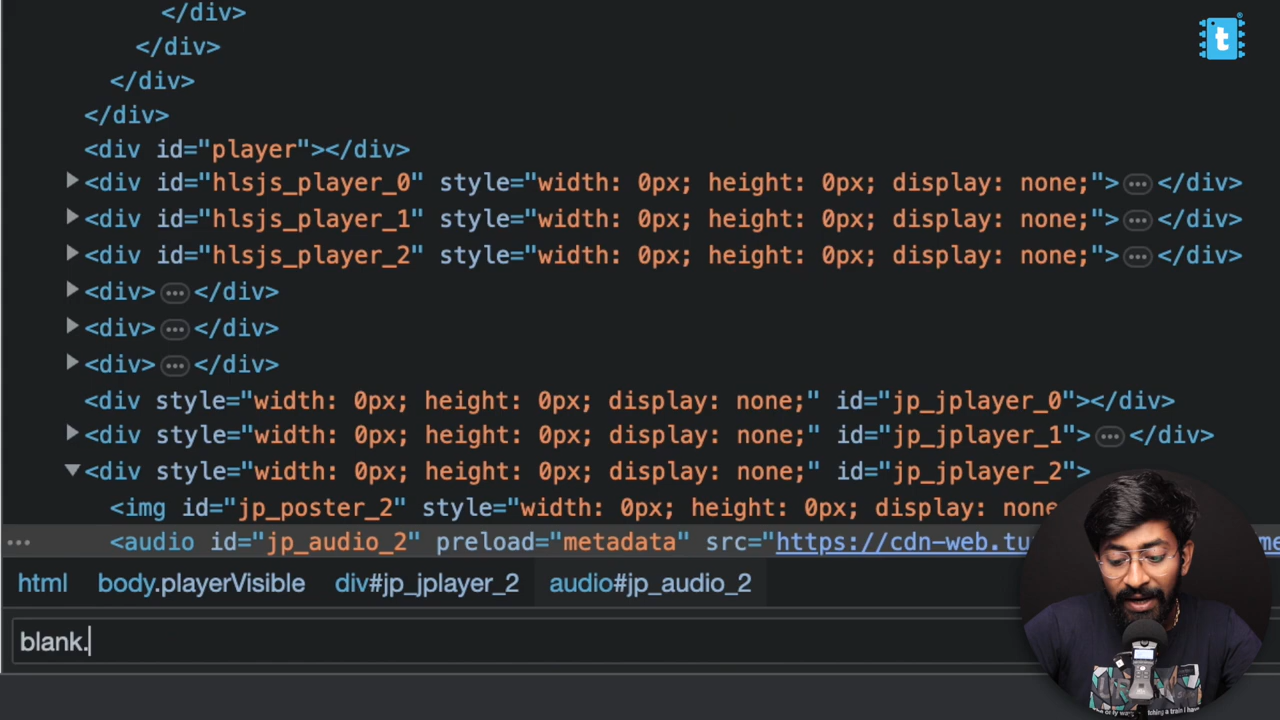 t
</div>
</div>
</div>
</div>
<div id="player"></div>
<div id="hlsjs_player_0" style="width: 0px; height: 0px; display: none;">…</div>
<div id="hlsjs_player_1" style="width: 0px; height: 0px; display: none;">…</div>
<div id="hlsjs_player_2" style="width: 0px; height: 0px; display: none;">…</div>
<div>…</div>
<div>…</div>
<div>…</div>
<div style="width: 0px; height: 0px; display: none;" id="jp_jplayer_0"></div>
<div style="width: 0px; height: 0px; display: none;" id="jp_jplayer_1">…</div>
<div style="width: 0px; height: 0px; display: none;" id="jp_jplayer_2">
<img id="jp_poster_2" style="width: 0px; height: 0px; display: none
… <audio id="jp_audio_2" preload="metadata" src="https://cdn-web.tu
html body.playerVisible div#jp_jplayer_2 audio#jp_audio_2
blank.